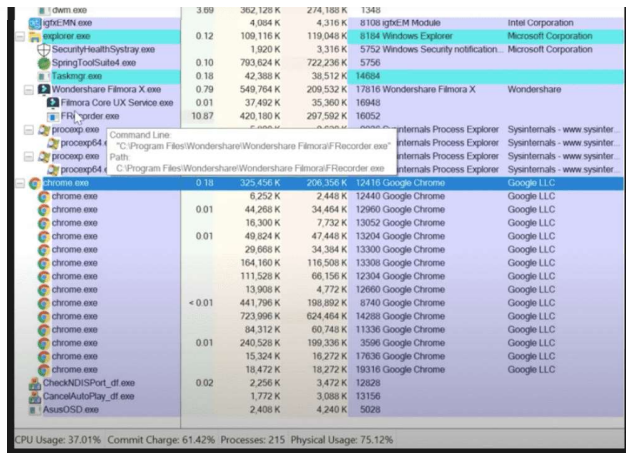 dwm.exe 3.69 362,128 K 274,188 K 1348
igfxEMN.exe 4,084 K 4,316 K 8108 igfxEM Module Intel Corporation
explorer.exe 0.12 109,116 K 119,048 K 8184 Windows Explorer Microsoft Corporation
SecurityHealthSystray.exe 1,920 K 3,316 K 5752 Windows Security notification... Microsoft Corporation
SpringToolSuite4.exe 0.10 793,624 K 722,236 K 5756
Taskmgr.exe 0.18 42,388 K 38,512 K 14684
Wondershare Filmora X.exe 0.79 549,764 K 209,532 K 17816 Wondershare Filmora X Wondershare
Filmora Core UX Service.exe 0.01 37,492 K 35,360 K 16948
FRecorder.exe 10.87 420,180 K 297,592 K 16052
procexp.exe Sysinternals Process Explorer Sysinternals - www.sysinter...
procexp64.e internals Process Explorer Sysinternals - www.sysinter...
procexp.exe internals Process Explorer Sysinternals - www.sysinter...
procexp64.e internals Process Explorer Sysinternals - www.sysinter...
Command Line:
"C:\Program Files\Wondershare\Wondershare Filmora\FRecorder.exe"
Path:
C:\Program Files\Wondershare\Wondershare Filmora\FRecorder.exe
chrome.exe 0.18 325,456 K 206,356 K 12416 Google Chrome Google LLC
chrome.exe 6,252 K 2,448 K 12440 Google Chrome Google LLC
chrome.exe 0.01 44,268 K 34,464 K 12960 Google Chrome Google LLC
chrome.exe 16,300 K 7,732 K 13052 Google Chrome Google LLC
chrome.exe 0.01 49,824 K 47,448 K 13204 Google Chrome Google LLC
chrome.exe 29,668 K 34,384 K 13300 Google Chrome Google LLC
chrome.exe 164,160 K 116,508 K 13308 Google Chrome Google LLC
chrome.exe 111,528 K 66,156 K 12304 Google Chrome Google LLC
chrome.exe 13,908 K 4,772 K 12660 Google Chrome Google LLC
chrome.exe < 0.01 441,796 K 198,892 K 8740 Google Chrome Google LLC
chrome.exe 723,996 K 624,464 K 14288 Google Chrome Google LLC
chrome.exe 84,312 K 60,748 K 11336 Google Chrome Google LLC
chrome.exe 0.01 240,528 K 199,336 K 3596 Google Chrome Google LLC
chrome.exe 15,324 K 16,272 K 17636 Google Chrome Google LLC
chrome.exe 18,472 K 18,272 K 19316 Google Chrome Google LLC
CheckNDISPort_df.exe 0.02 2,256 K 3,472 K 12828
CancelAutoPlay_df.exe 1,772 K 3,088 K 13156
AsusOSD.exe 2,408 K 4,240 K 5028
CPU Usage: 37.01% Commit Charge: 61.42% Processes: 215 Physical Usage: 75.12%